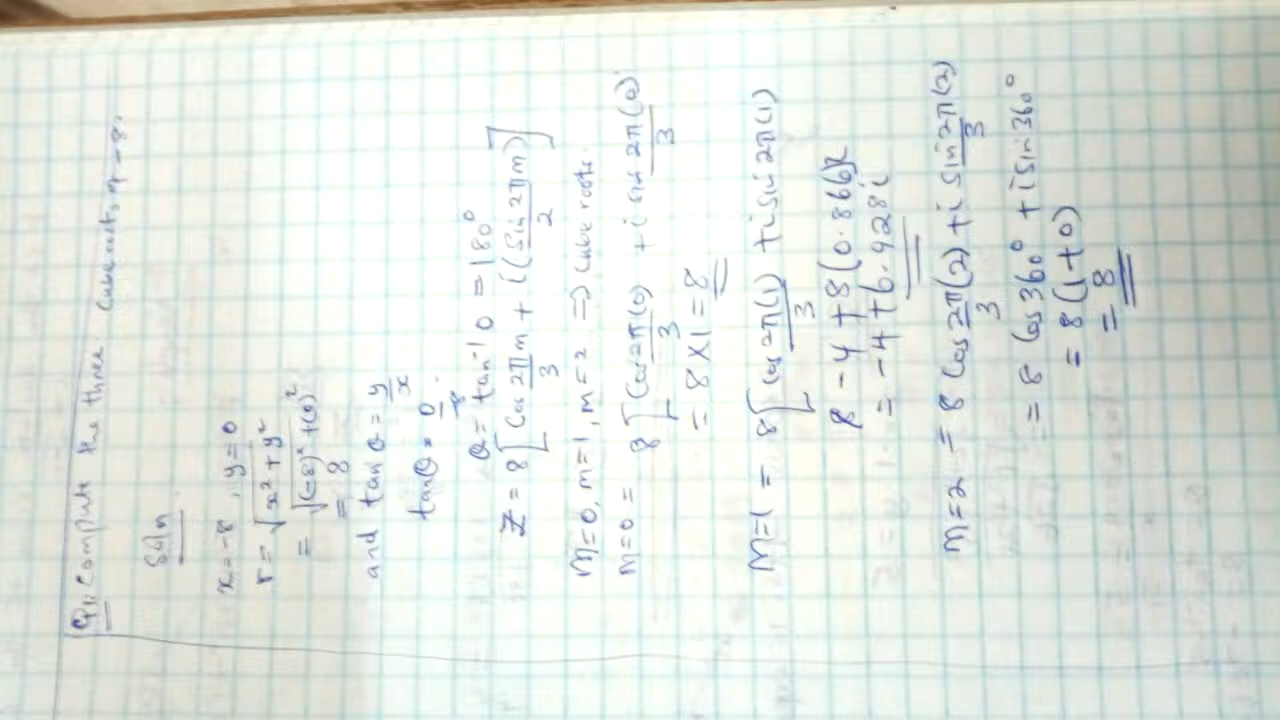 Q1. Compute the three cube roots of -8.
Soln
x = -8, y = 0
r = √x² + y²
= √(-8)² + (0)²
= 8
and tan θ = y/x
tan θ = 0/-8
θ = tan⁻¹ 0 = 180°
Z = 8[Cos 2πm/3 + i(Sin 2πm)/2]
M=0, m=1, m=2 => Cube roots.
m=0 = 8[Cos 2π(0)/3 + i sin 2π(0)/3
= 8 X 1 = 8
M=1 = 8[Cos 2π(1)/3 + i sin 2π(1)
8 - 4 + 8(0.866)i
= -4 + 6.928i
M=2 = 8 Cos 2π(2)/3 + i sin 2π(2)/3
= 8 Cos 360° + i sin 360°
= 8(1+0)
= 8